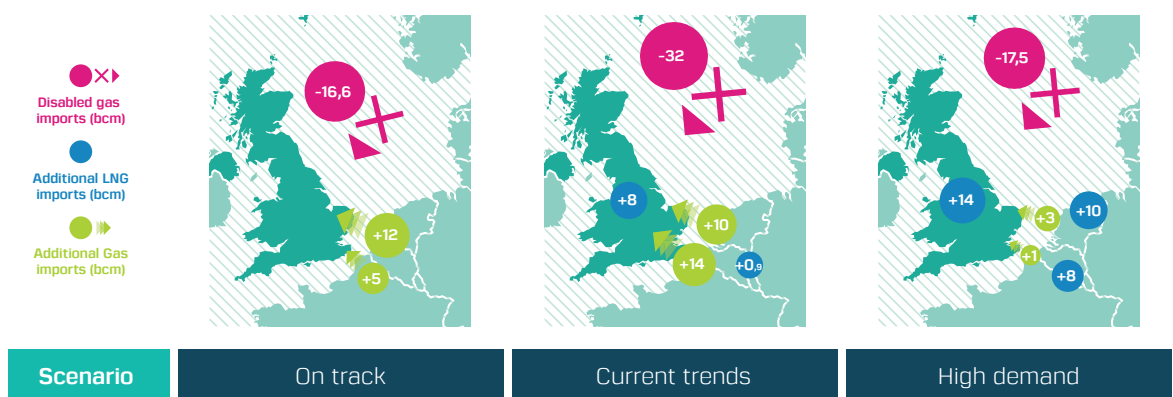 Disabled gas
imports (bcm)
Additional LNG
imports (bcm)
Additional Gas
imports (bcm)
-16,6
+12
+5
-32
+8
+10
+14
+0,9
-17,5
+14
+3
+10
+1
+8
Scenario
On track
Current trends
High demand